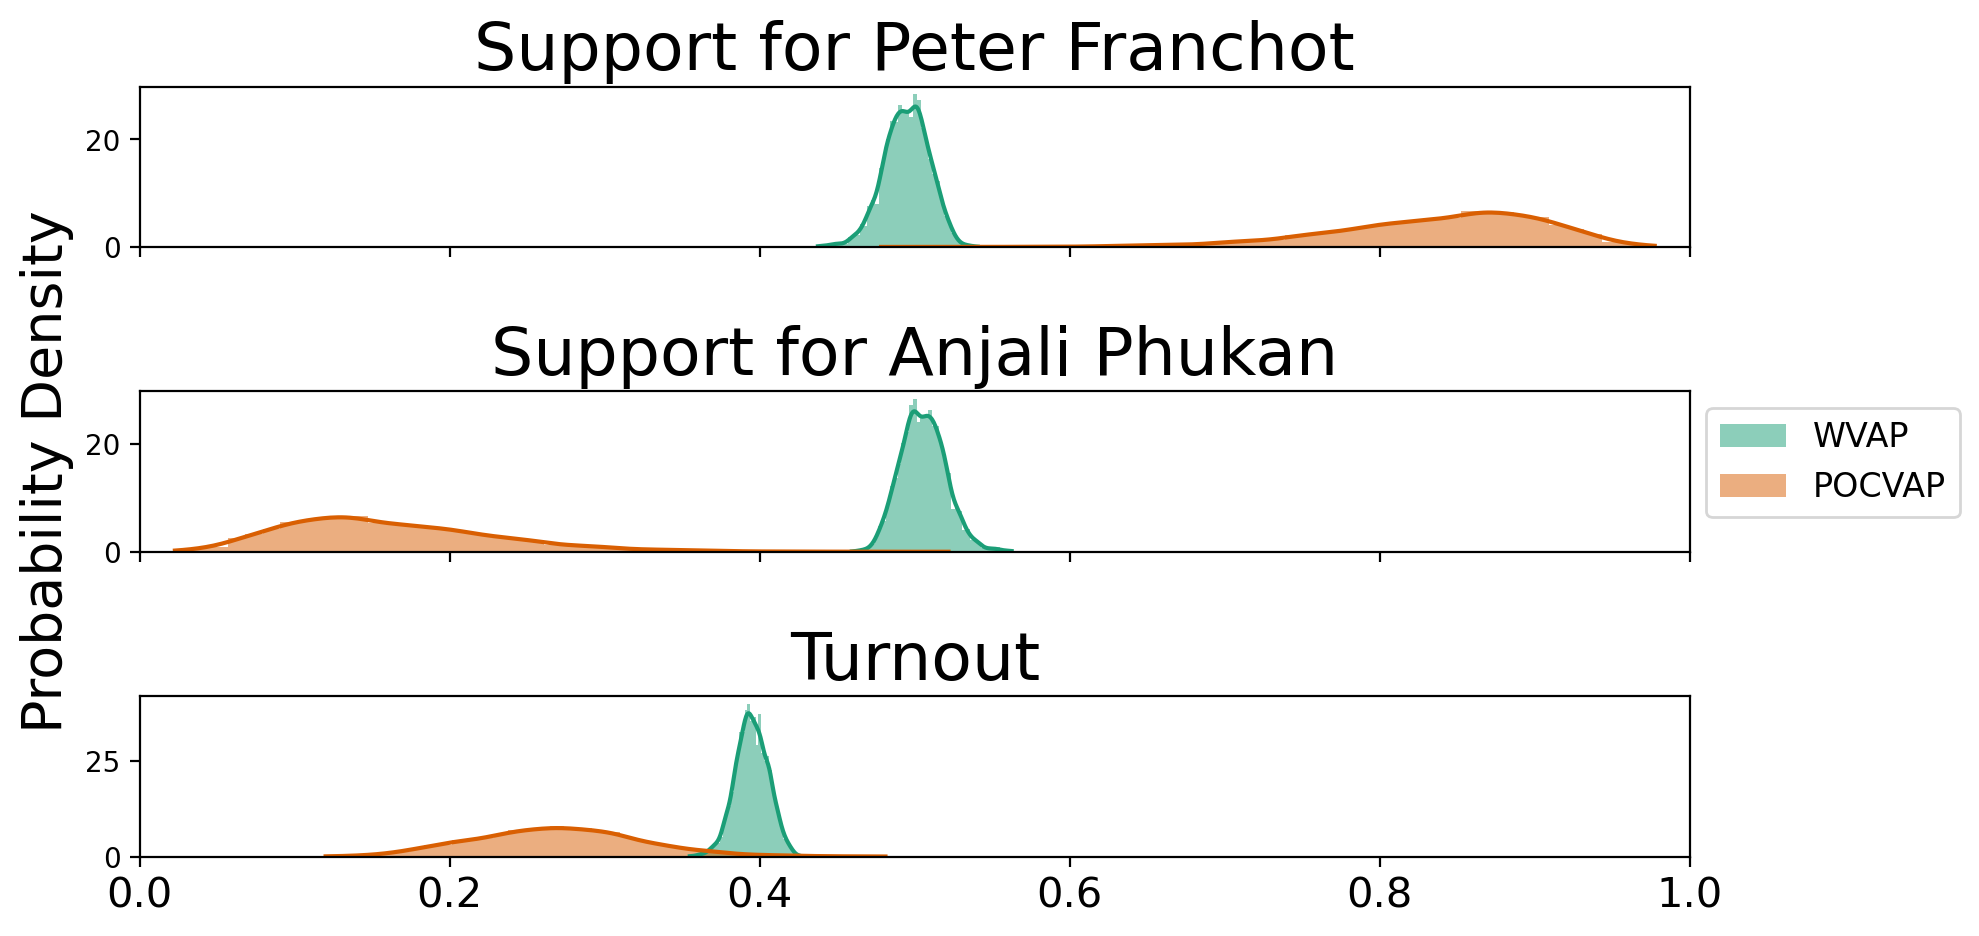 Support for Peter Franchot
20
0
Probability Density
Support for Anjali Phukan
20
0
WVAP
POCVAP
Turnout
25
0
0.0 0.2 0.4 0.6 0.8 1.0